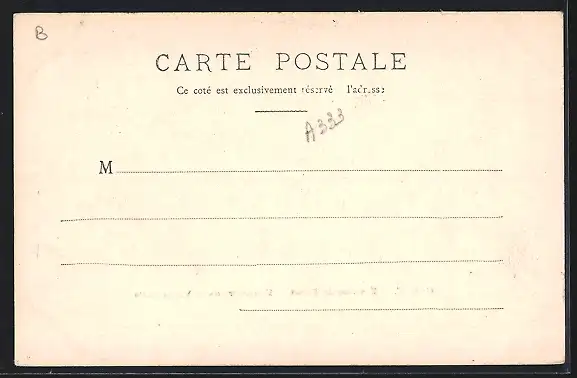 B
CARTE POSTALE
Ce coté est exclusivement réservé l'adresse
A333
M